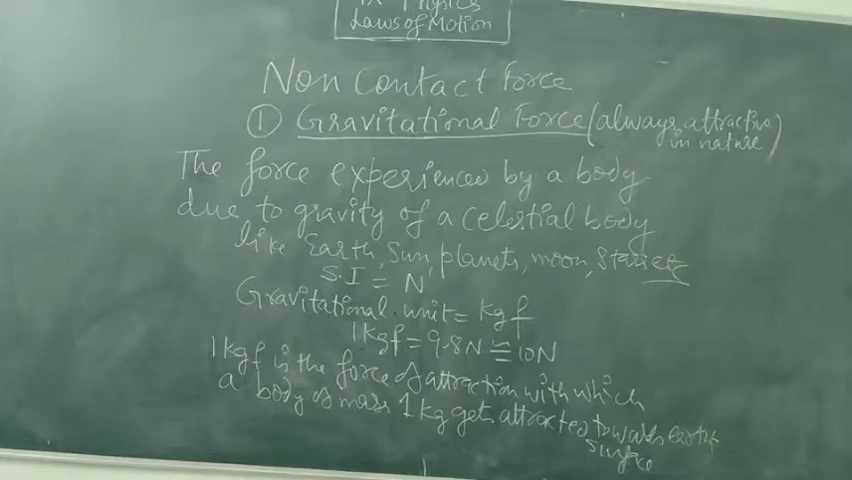 IX Physics
Laws of Motion
Non Contact Force
① Gravitational Force (always attractive
in nature)
The force experienced by a body
due to gravity of a celestial body
like Earth, Sun, planets, moon, stars etc
S.I = N
Gravitational unit = kgf
1 kgf = 9.8N ≅ 10N
1 kgf is the force of attraction with which
a body of mass 1 kg gets attracted towards earth
surface